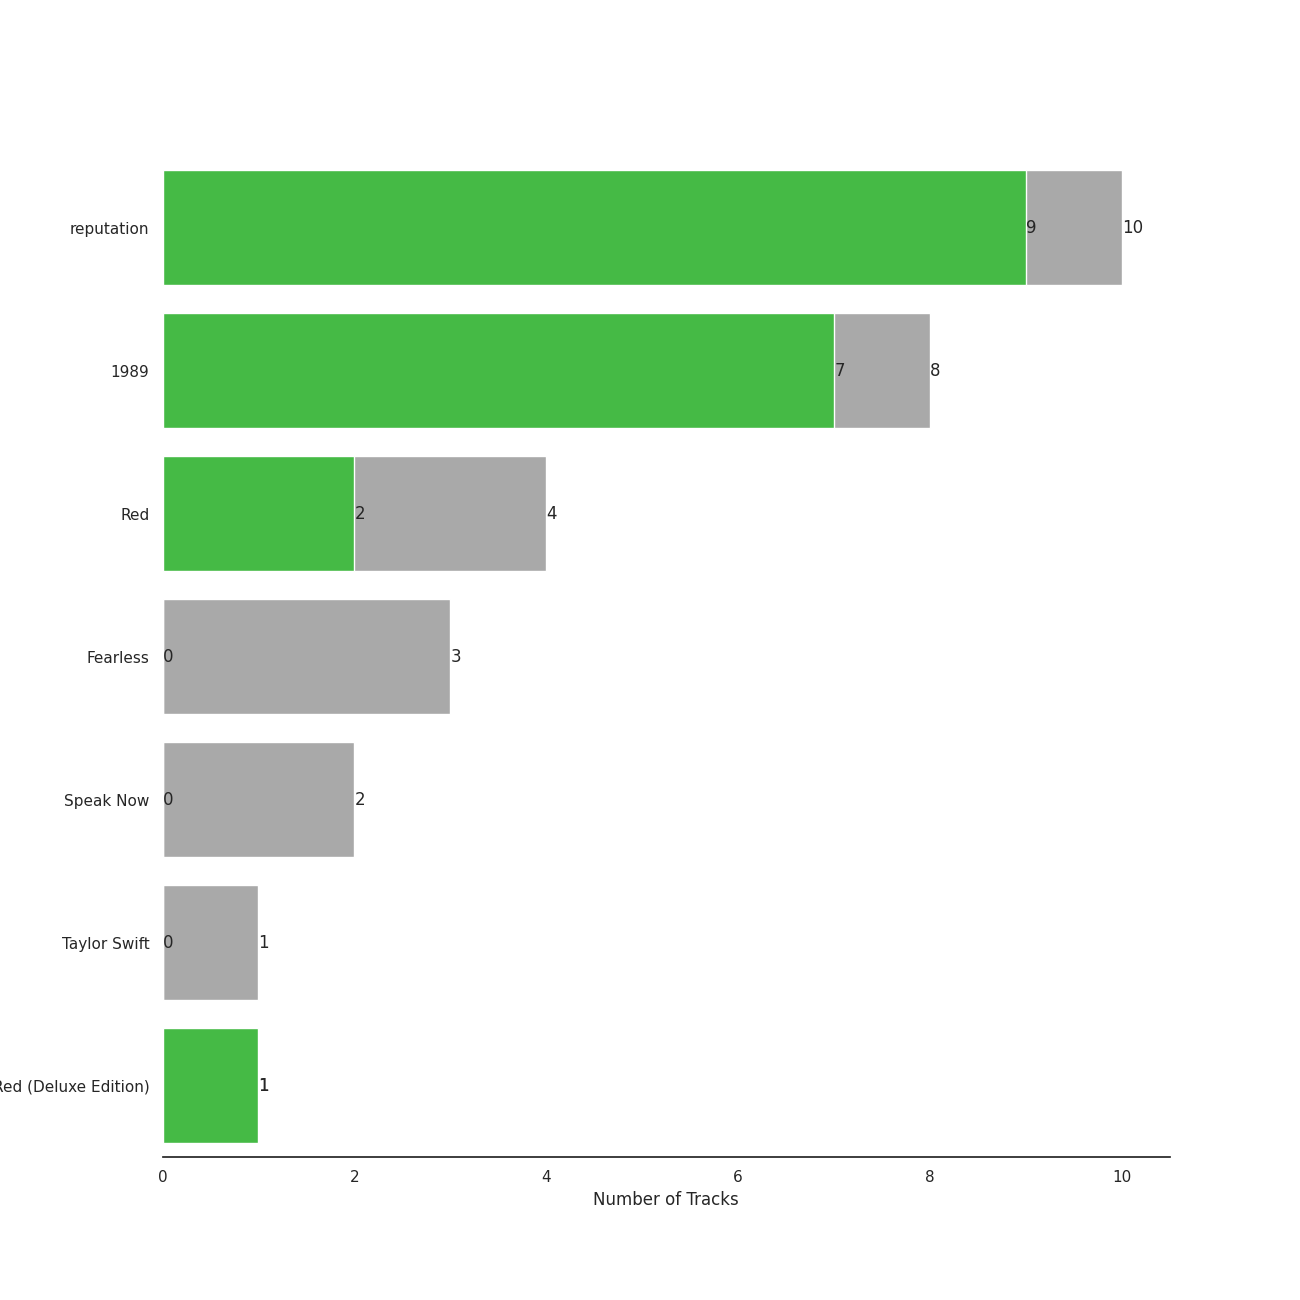 reputation 9 10
1989 7 8
Red 2 4
Fearless 0 3
Speak Now 0 2
Taylor Swift 0 1
Red (Deluxe Edition) 1
0 2 4 6 8 10
Number of Tracks